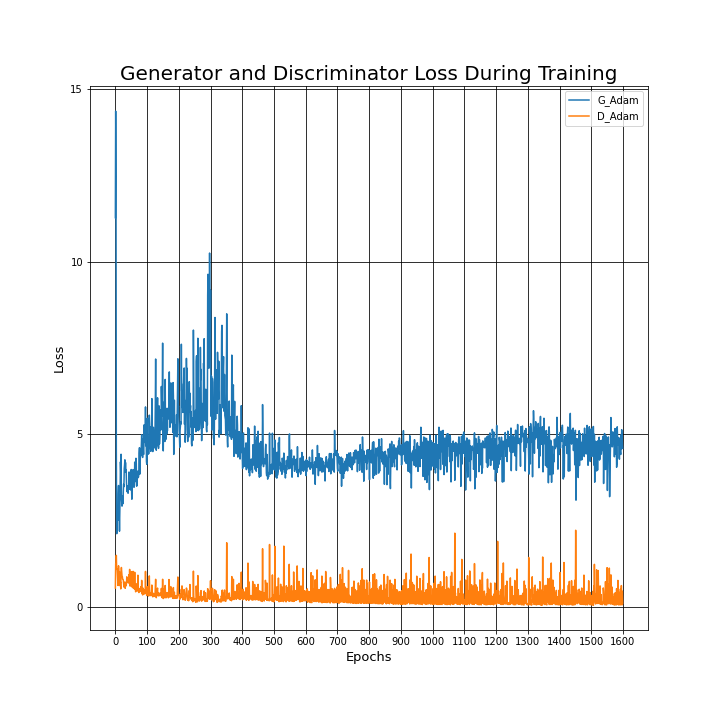 Generator and Discriminator Loss During Training
G_Adam
D_Adam
15
10
5
0
Loss
0 100 200 300 400 500 600 700 800 900 1000 1100 1200 1300 1400 1500 1600
Epochs